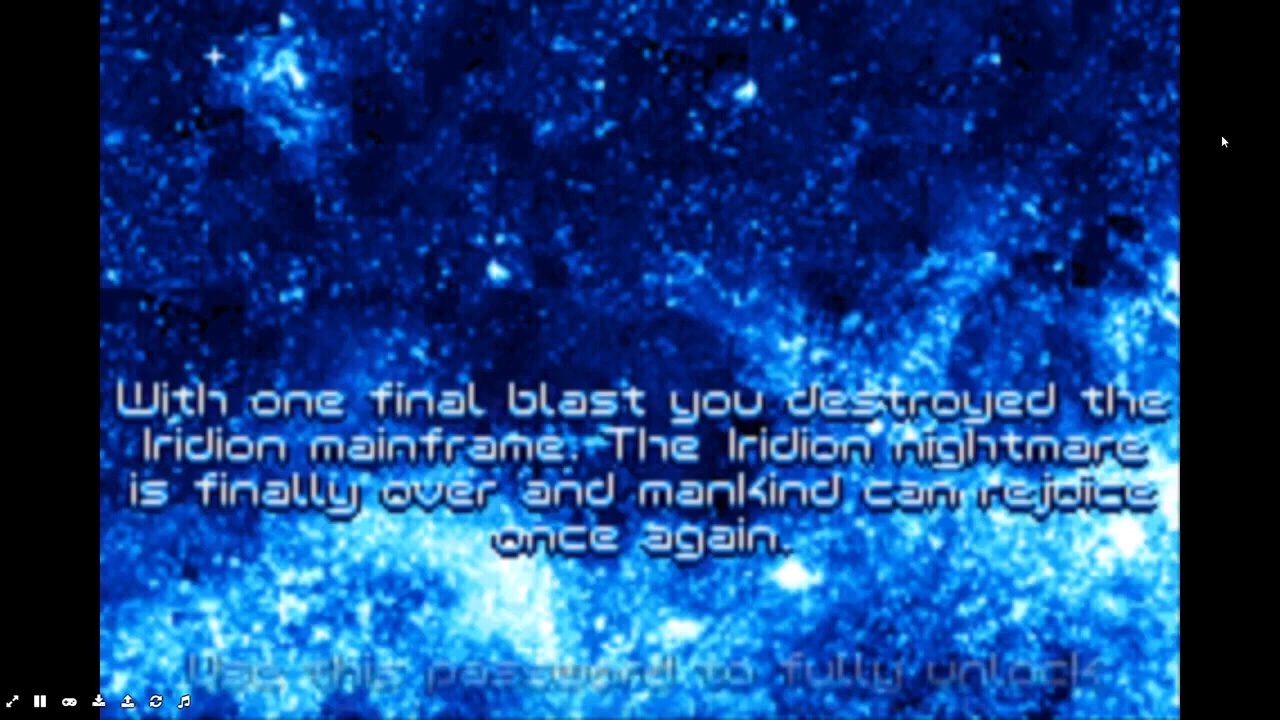 With one final blast you destroyed the
Iridion mainframe. The Iridion nightmare
is finally over and mankind can rejoice
once again.
Use this password to fully unlock